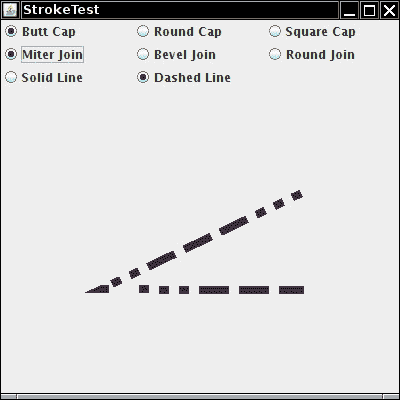 StrokeTest
Butt Cap Round Cap Square Cap
Miter Join Bevel Join Round Join
Solid Line Dashed Line